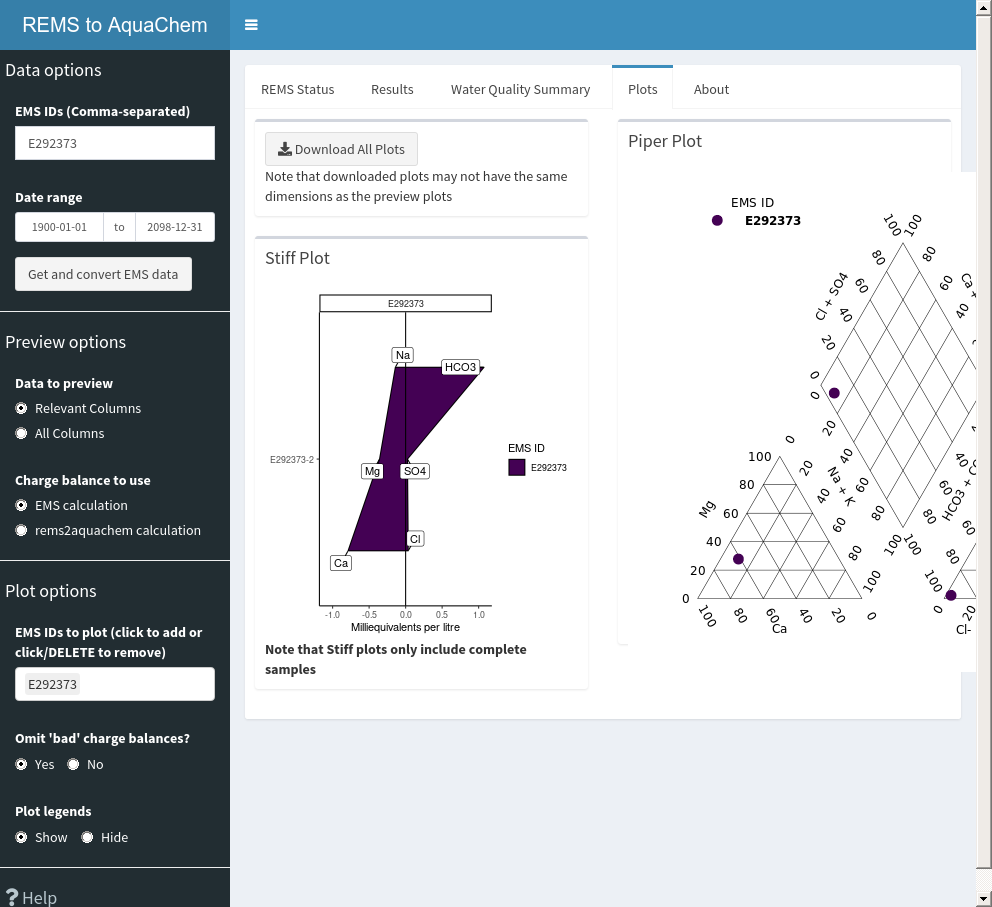 REMS to AquaChem
Data options
EMS IDs (Comma-separated)
E292373
Date range
1900-01-01 to 2098-12-31
Get and convert EMS data
Preview options
Data to preview
Relevant Columns
All Columns
Charge balance to use
EMS calculation
rems2aquachem calculation
Plot options
EMS IDs to plot (click to add or
click/DELETE to remove)
E292373
Omit 'bad' charge balances?
Yes No
Plot legends
Show Hide
? Help
REMS Status Results Water Quality Summary Plots About
Download All Plots
Note that downloaded plots may not have the same
dimensions as the preview plots
Stiff Plot
E292373
Na
HCO3
E292373-2
Mg SO4
Cl
Ca
-1.0 -0.5 0.0 0.5 1.0
Milliequivalents per litre
EMS ID
E292373
Note that Stiff plots only include complete
samples
Piper Plot
EMS ID
E292373
100 100
80 80
Cl + SO4 60 60 Ca +
40 40
20
0
0
20
40
60
80
100
Na + K
HCO3 + C
40
60
80
100
60
Mg
100 0
80 20
60 40
40 60
20 80
0 100
100 80 60 40 20 0
Ca
80
100
0 20
Cl-